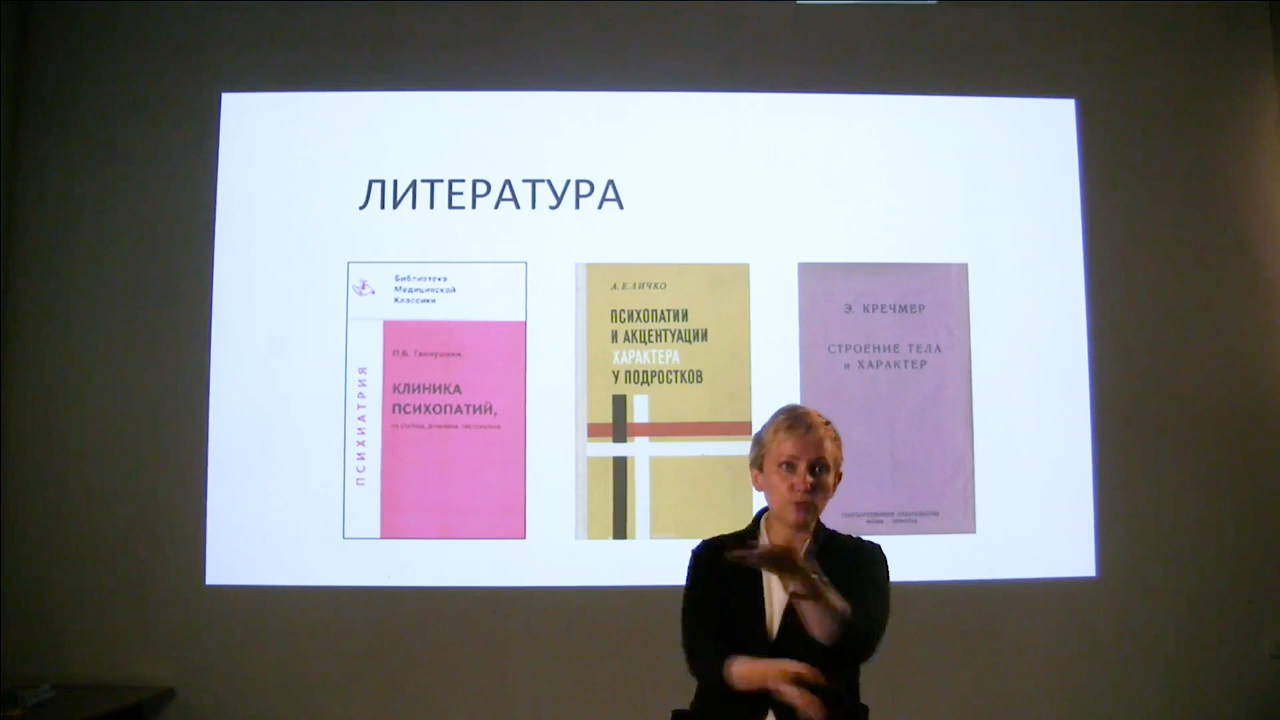 ЛИТЕРАТУРА
Библиотека
Медицинской
Классики
П.Б. Ганнушкин
КЛИНИКА
ПСИХОПАТИЙ,
ПСИХИАТРИЯ
А. Е. ЛИЧКО
ПСИХОПАТИИ
И АКЦЕНТУАЦИИ
ХАРАКТЕРА
У ПОДРОСТКОВ
Э. КРЕЧМЕР
СТРОЕНИЕ ТЕЛА
и ХАРАКТЕР